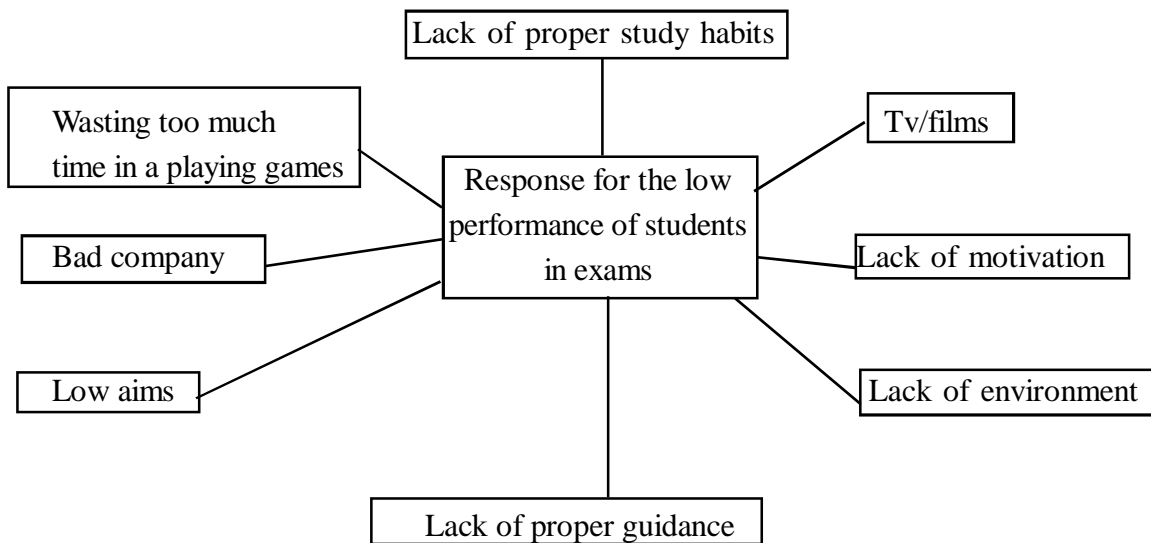 Lack of proper study habits
Wasting too much
time in a playing games
Tv/films
Response for the low
performance of students
in exams
Bad company
Lack of motivation
Low aims
Lack of environment
Lack of proper guidance